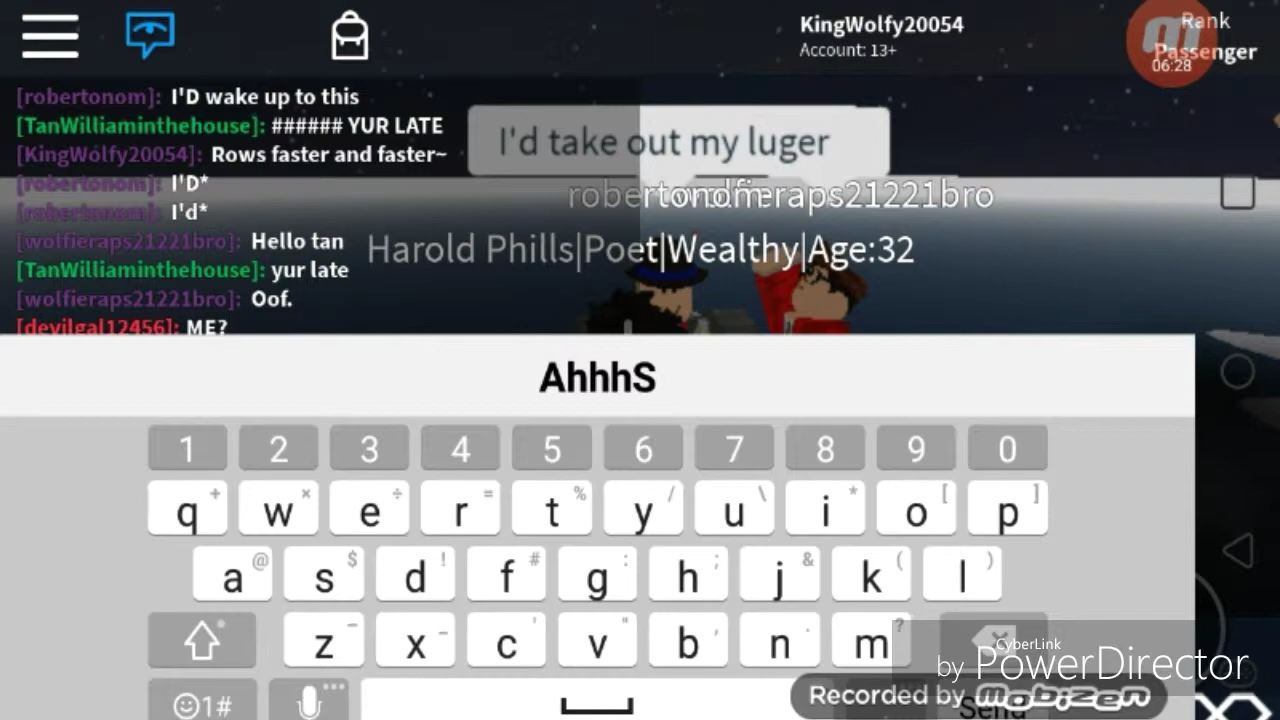 KingWolfy20054
Account: 13+
Rank
Passenger
06:28
[robertonom]: I'D wake up to this
[TanWilliaminthehouse]: ###### YUR LATE
[KingWolfy20054]: Rows faster and faster~
[robertonom]: I'D*
[robertonom]: I'd*
[wolfieraps21221bro]: Hello tan
[TanWilliaminthehouse]: yur late
[wolfieraps21221bro]: Oof.
[devilgal12456]: ME?
I'd take out my luger
Harold Phills|Poet|Wealthy|Age:32
AhhhS
1 2 3 4 5 6 7 8 9 0
q + w × e ÷ r = t % y / u \ i * o [ p ]
a @ s $ d ! f # g : h ; j & k ( l )
z x c v b n m ?
☺1#
Send
CyberLink
by PowerDirector
Recorded by mobizen